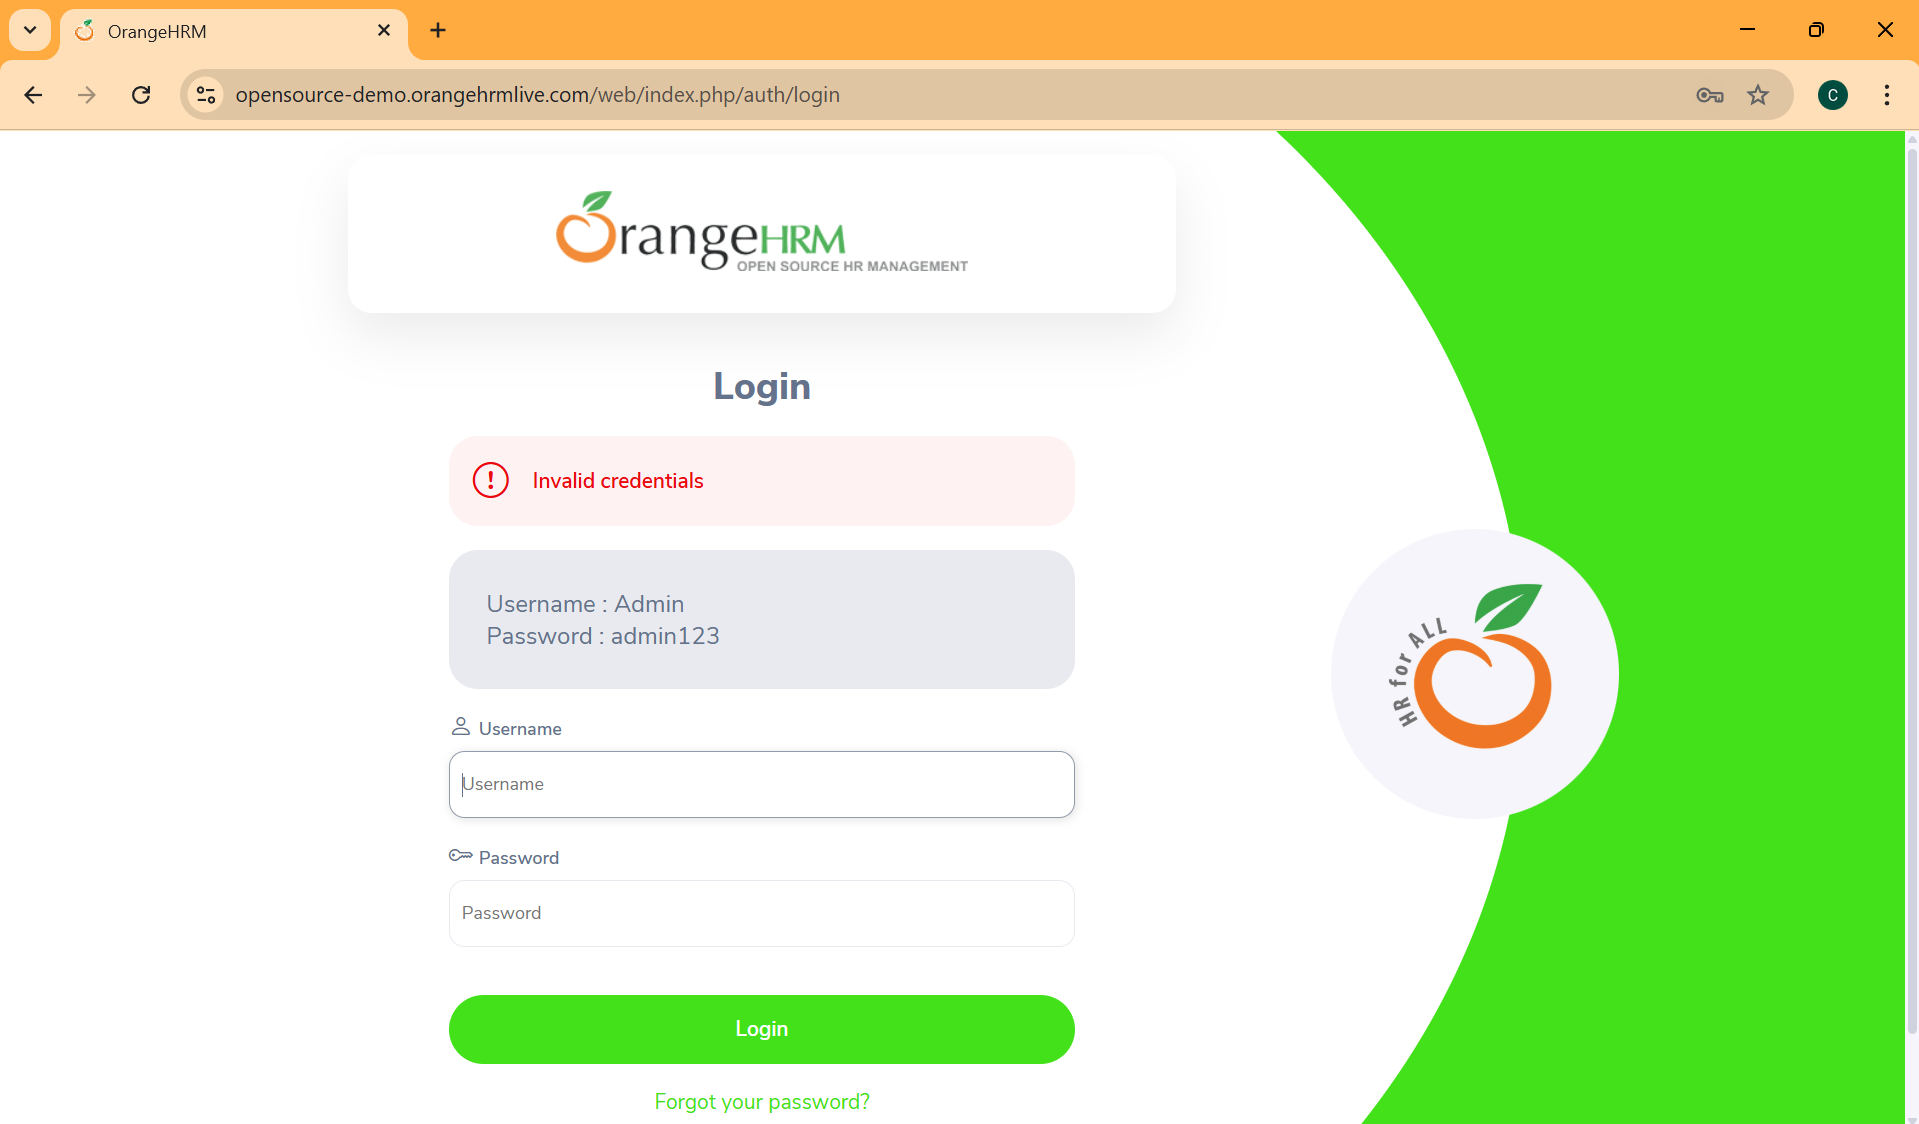 OrangeHRM
opensource-demo.orangehrmlive.com/web/index.php/auth/login
C
OrangeHRM
OPEN SOURCE HR MANAGEMENT
Login
Invalid credentials
Username : Admin
Password : admin123
Username
Username
Password
Password
Login
Forgot your password?
HR for ALL